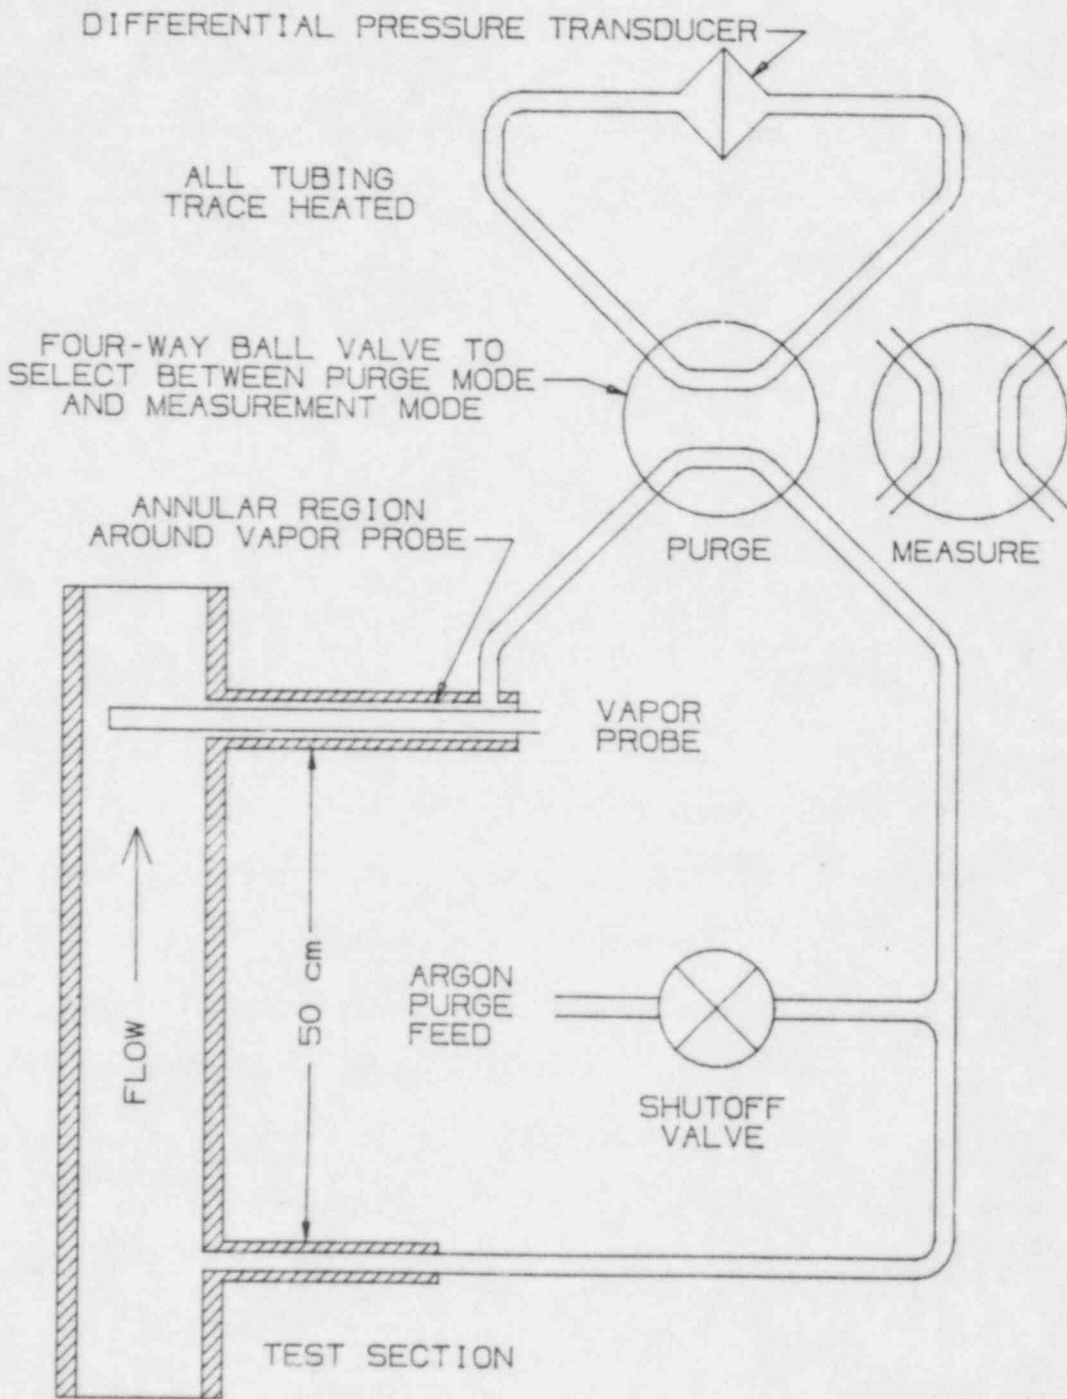 DIFFERENTIAL PRESSURE TRANSDUCER
ALL TUBING
TRACE HEATED
FOUR-WAY BALL VALVE TO
SELECT BETWEEN PURGE MODE
AND MEASUREMENT MODE
ANNULAR REGION
AROUND VAPOR PROBE
PURGE
MEASURE
VAPOR
PROBE
50 cm
ARGON
PURGE
FEED
FLOW
SHUTOFF
VALVE
TEST SECTION